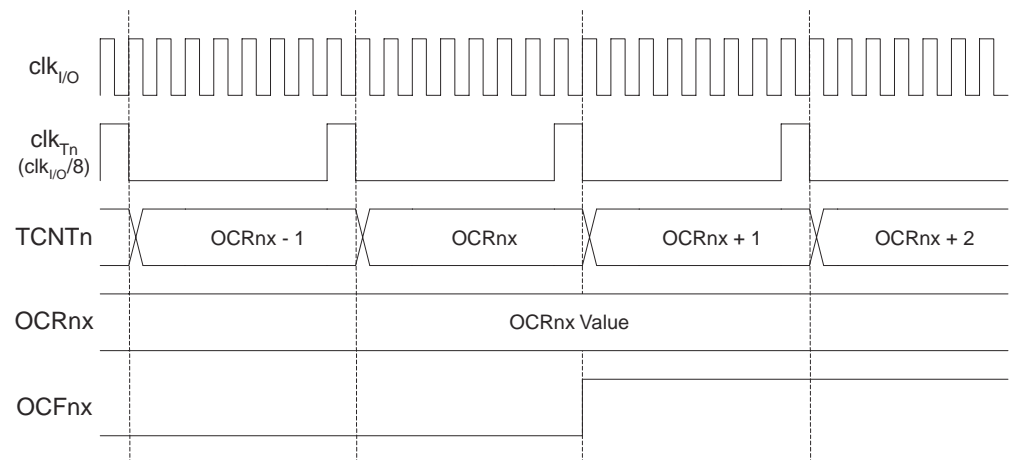 clkI/O
clkTn
(clkI/O/8)
TCNTn OCRnx - 1 OCRnx OCRnx + 1 OCRnx + 2
OCRnx OCRnx Value
OCFnx